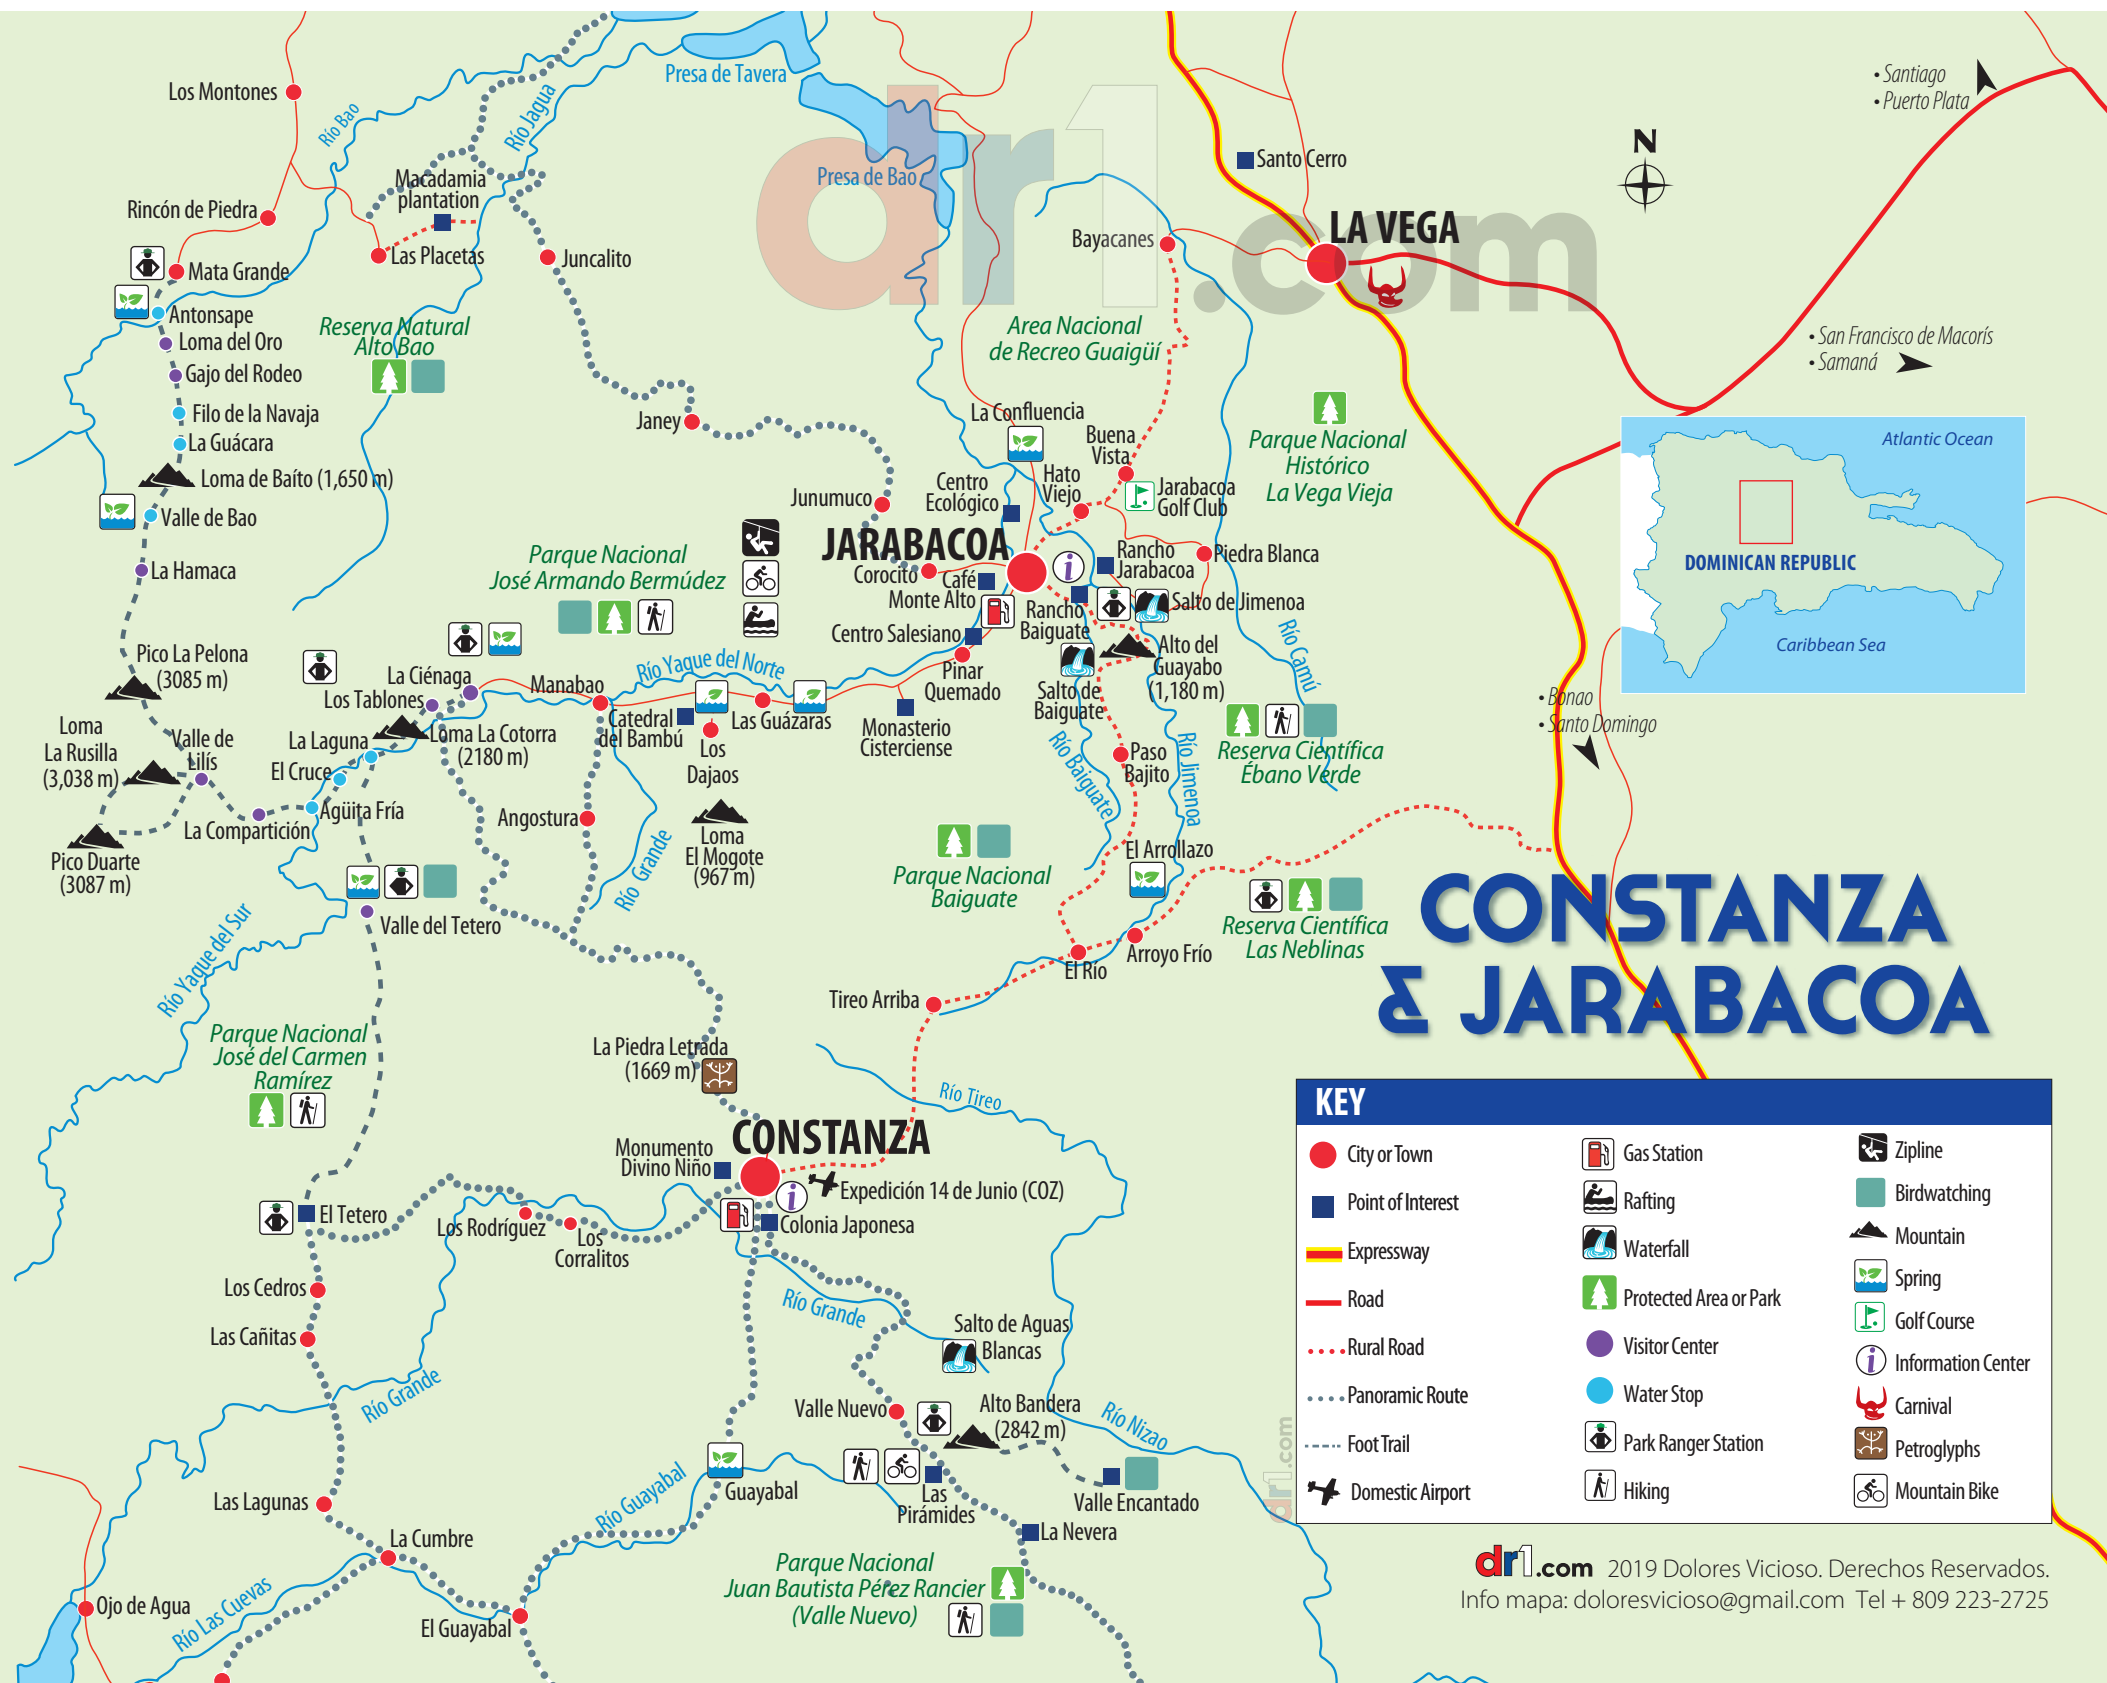 Presa de Tavera
• Santiago
• Puerto Plata
Los Montones
Río Bao
Río Jagua
Macadamia
plantation
Presa de Bao
Santo Cerro
N
dr1.com
Rincón de Piedra
LA VEGA
Bayacanes
Las Placetas
Juncalito
Mata Grande
Antonsape
Reserva Natural
Alto Bao
Area Nacional
de Recreo Guaigüí
Loma del Oro
• San Francisco de Macorís
• Samaná
Gajo del Rodeo
Filo de la Navaja
Janey
La Confluencia
Buena
Vista
Parque Nacional
Histórico
La Vega Vieja
Atlantic Ocean
DOMINICAN REPUBLIC
Caribbean Sea
La Guácara
Loma de Baíto (1,650 m)
Valle de Bao
Junumuco
Centro
Ecológico
Hato
Viejo
Jarabacoa
Golf Club
La Hamaca
Parque Nacional
José Armando Bermúdez
JARABACOA
Corocito
Café
Monte Alto
Rancho
Jarabacoa
Piedra Blanca
Centro Salesiano
Rancho
Baiguate
Salto de Jimenoa
Pico La Pelona
(3085 m)
La Ciénaga
Los Tablones
Manabao
Río Yaque del Norte
Pinar
Quemado
Salto de
Baiguate
Alto del
Guayabo
(1,180 m)
Río Camú
• Bonao
• Santo Domingo
Loma
La Rusilla
(3,038 m)
Valle de
Lilís
La Laguna
Loma La Cotorra
(2180 m)
Catedral
del Bambú
Los
Dajaos
Las Guázaras
Monasterio
Cisterciense
Río Baiguate
Paso
Bajito
Río Jimenoa
Reserva Científica
Ébano Verde
El Cruce
Agüita Fría
La Compartición
Angostura
Pico Duarte
(3087 m)
Río Grande
Loma
El Mogote
(967 m)
Parque Nacional
Baiguate
El Arrollazo
Valle del Tetero
Reserva Científica
Las Neblinas
CONSTANZA
& JARABACOA
Río Yaque del Sur
Arroyo Frío
El Río
Tireo Arriba
Parque Nacional
José del Carmen
Ramírez
La Piedra Letrada
(1669 m)
Río Tireo
Monumento
Divino Niño
CONSTANZA
Expedición 14 de Junio (COZ)
Colonia Japonesa
El Tetero
Los Rodríguez
Los
Corralitos
Los Cedros
Las Cañitas
Río Grande
Río Grande
Salto de Aguas
Blancas
Valle Nuevo
Alto Bandera
(2842 m)
Río Nizao
Las Lagunas
Río Guayabal
Guayabal
Las
Pirámides
Valle Encantado
La Cumbre
La Nevera
Parque Nacional
Juan Bautista Pérez Rancier
(Valle Nuevo)
Ojo de Agua
Río Las Cuevas
El Guayabal
KEY
City or Town
Point of Interest
Expressway
Road
Rural Road
Panoramic Route
Foot Trail
Domestic Airport
Gas Station
Rafting
Waterfall
Protected Area or Park
Visitor Center
Water Stop
Park Ranger Station
Hiking
Zipline
Birdwatching
Mountain
Spring
Golf Course
Information Center
Carnival
Petroglyphs
Mountain Bike
dr1.com
dr1.com 2019 Dolores Vicioso. Derechos Reservados.
Info mapa: doloresvicioso@gmail.com Tel + 809 223-2725